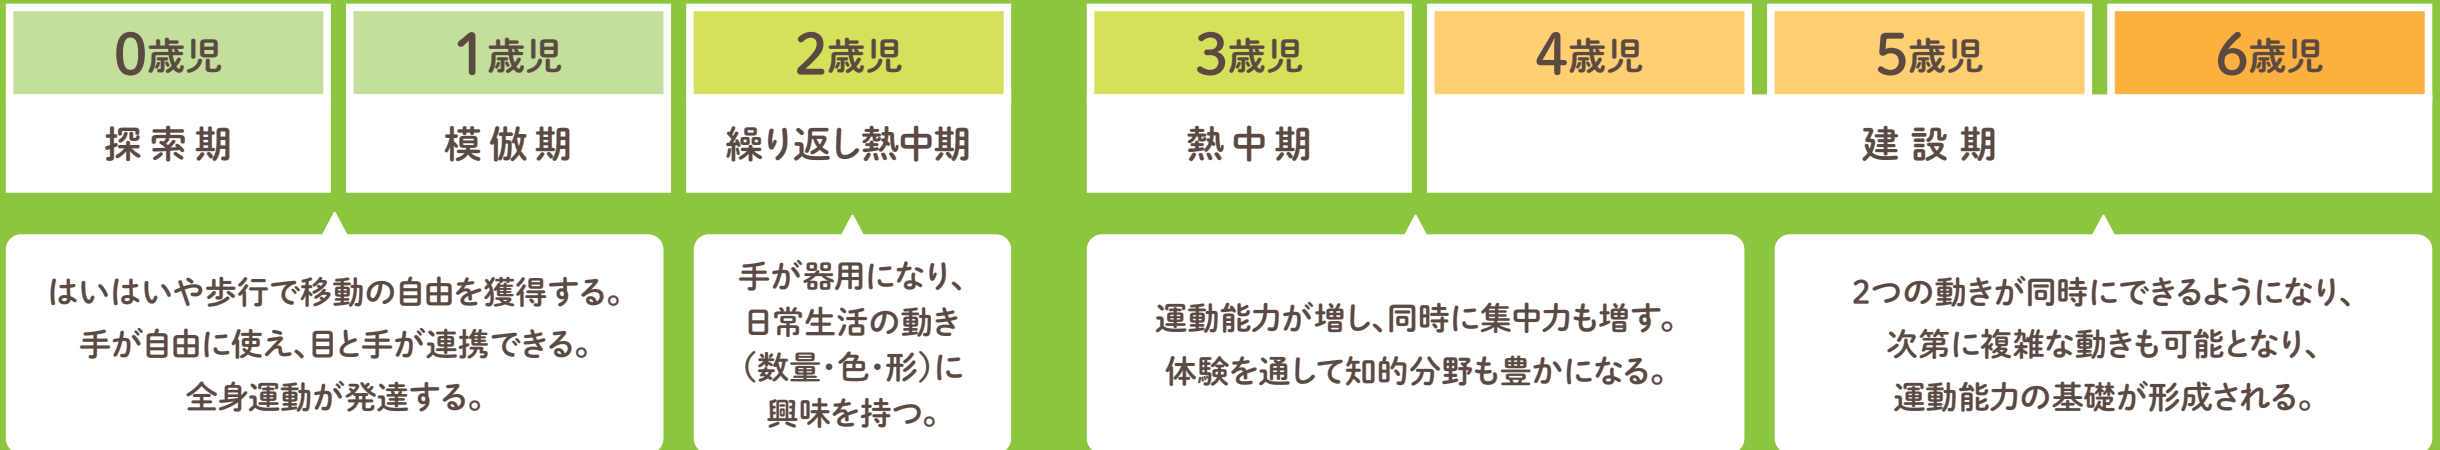 0歳児
1歳児
2歳児
3歳児
4歳児
5歳児
6歳児
探索期
模倣期
繰り返し熱中期
熱中期
建設期
はいはいや歩行で移動の自由を獲得する。
手が自由に使え、目と手が連携できる。
全身運動が発達する。
手が器用になり、
日常生活の動き
（数量・色・形）に
興味を持つ。
運動能力が増し、同時に集中力も増す。
体験を通して知的分野も豊かになる。
2つの動きが同時にできるようになり、
次第に複雑な動きも可能となり、
運動能力の基礎が形成される。